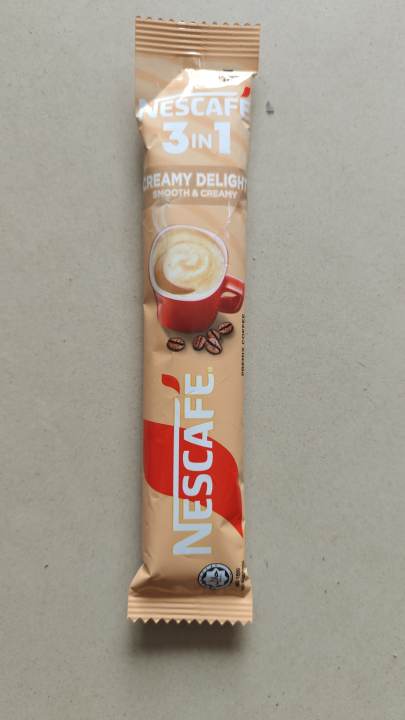 NESCAFÉ
3 IN 1
CREAMY DELIGHT
SMOOTH & CREAMY
PREMIX COFFEE
NESCAFÉ